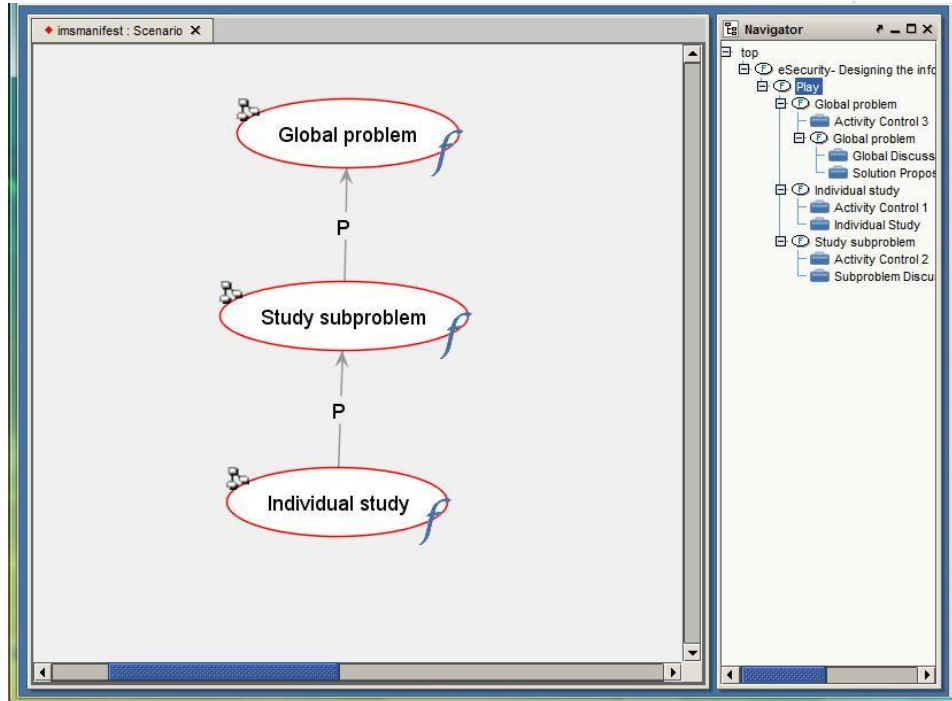 imsmanifest : Scenario
Global problem
P
Study subproblem
P
Individual study
Navigator
top
eSecurity- Designing the info
Play
Global problem
Activity Control 3
Global problem
Global Discuss
Solution Propos
Individual study
Activity Control 1
Individual Study
Study subproblem
Activity Control 2
Subproblem Discu